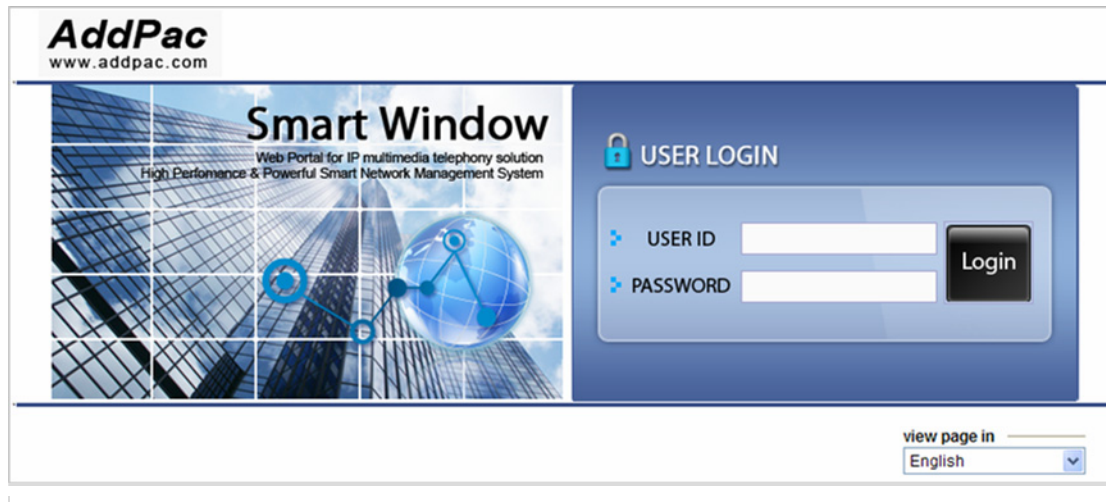 AddPac
www.addpac.com
Smart Window
Web Portal for IP multimedia telephony solution
High Perfomance & Powerful Smart Network Management System
USER LOGIN
USER ID
PASSWORD
Login
view page in
English